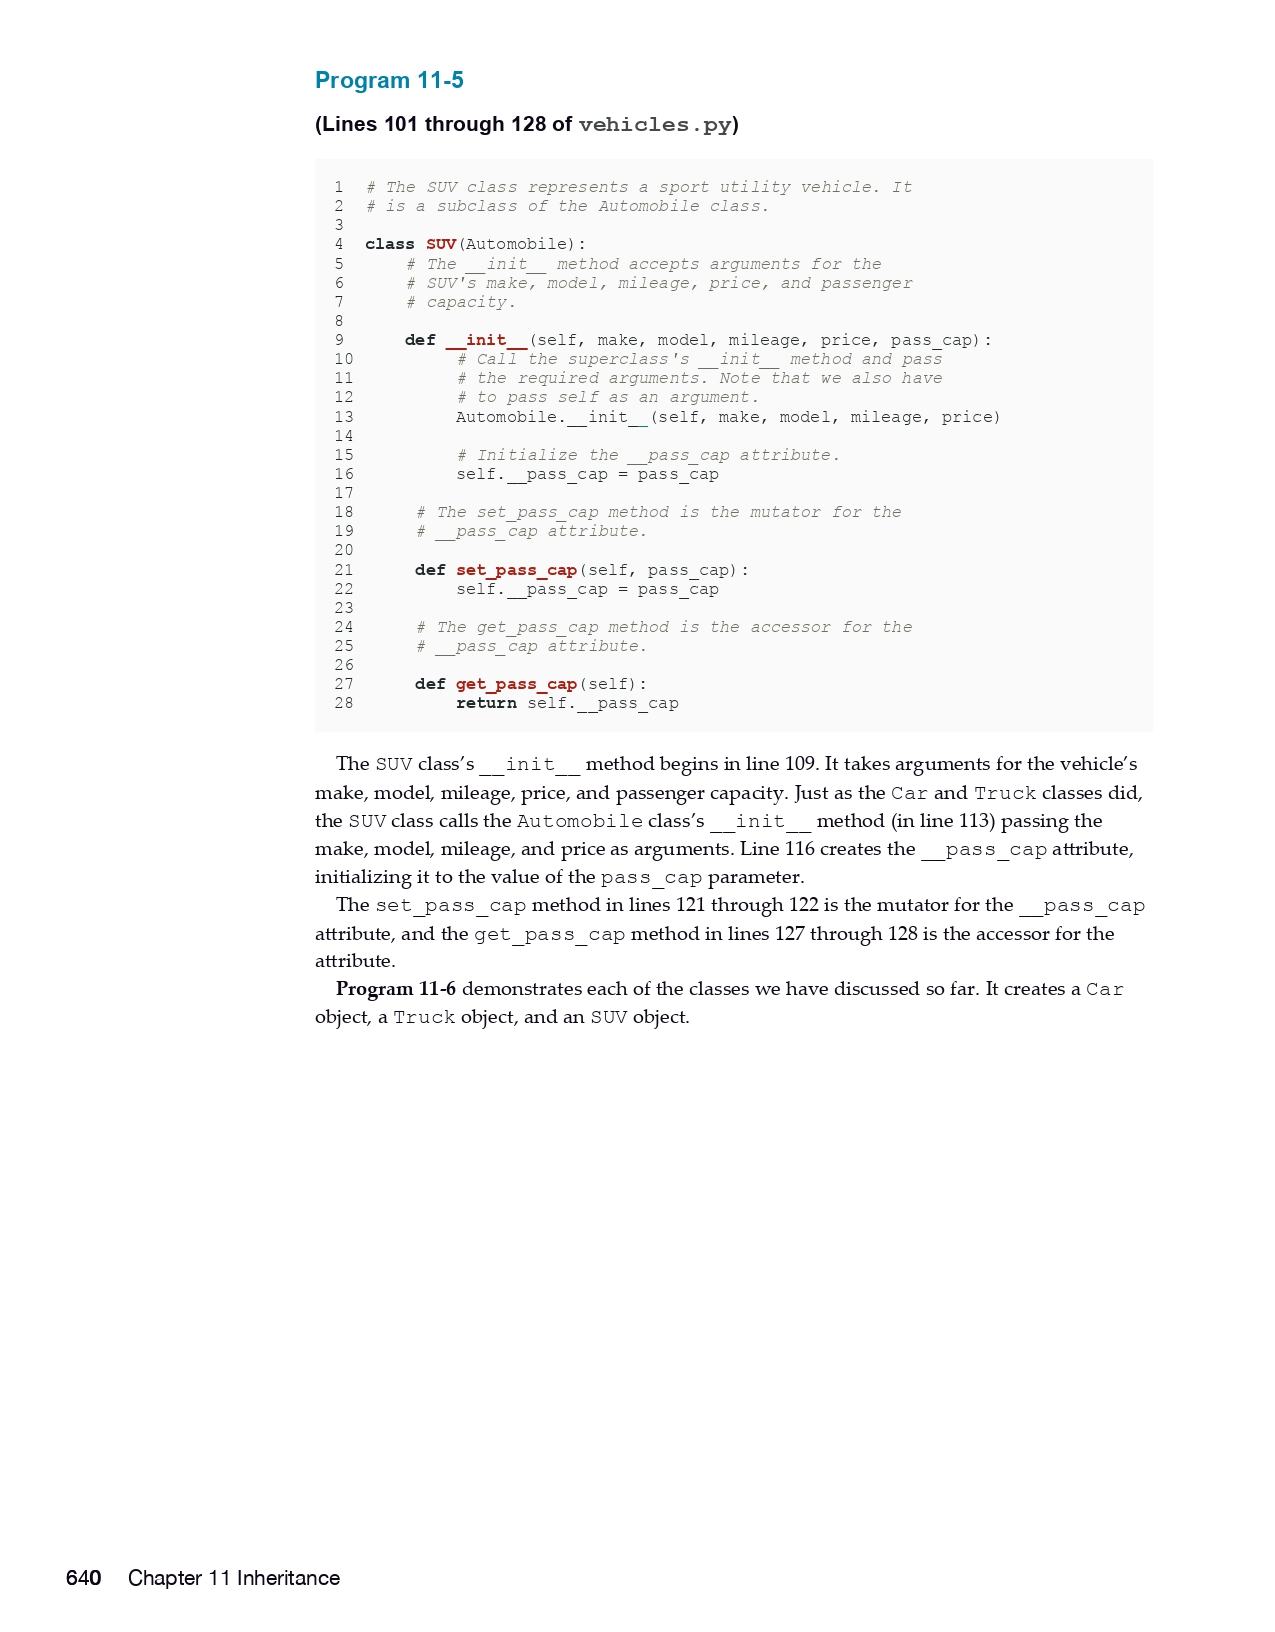 Program 11-5
(Lines 101 through 128 of vehicles.py)
1 # The SUV class represents a sport utility vehicle. It
2 # is a subclass of the Automobile class.
3
4 class SUV(Automobile):
5     # The __init__ method accepts arguments for the
6     # SUV's make, model, mileage, price, and passenger
7     # capacity.
8
9     def __init__(self, make, model, mileage, price, pass_cap):
10         # Call the superclass's __init__ method and pass
11         # the required arguments. Note that we also have
12         # to pass self as an argument.
13         Automobile.__init__(self, make, model, mileage, price)
14
15         # Initialize the __pass_cap attribute.
16         self.__pass_cap = pass_cap
17
18     # The set_pass_cap method is the mutator for the
19     # __pass_cap attribute.
20
21     def set_pass_cap(self, pass_cap):
22         self.__pass_cap = pass_cap
23
24     # The get_pass_cap method is the accessor for the
25     # __pass_cap attribute.
26
27     def get_pass_cap(self):
28         return self.__pass_cap
The SUV class’s __init__ method begins in line 109. It takes arguments for the vehicle’s
make, model, mileage, price, and passenger capacity. Just as the Car and Truck classes did,
the SUV class calls the Automobile class’s __init__ method (in line 113) passing the
make, model, mileage, and price as arguments. Line 116 creates the __pass_cap attribute,
initializing it to the value of the pass_cap parameter.
The set_pass_cap method in lines 121 through 122 is the mutator for the __pass_cap
attribute, and the get_pass_cap method in lines 127 through 128 is the accessor for the
attribute.
Program 11-6 demonstrates each of the classes we have discussed so far. It creates a Car
object, a Truck object, and an SUV object.
640 Chapter 11 Inheritance